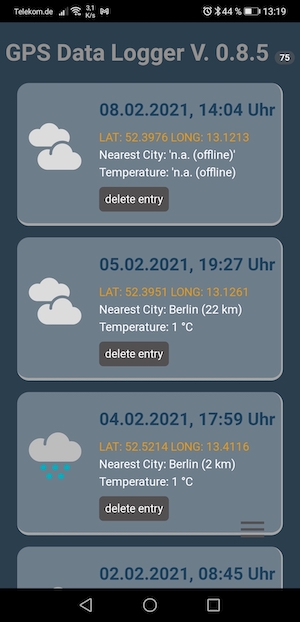 Telekom.de 3,1 K/s 44 % 13:19
GPS Data Logger V. 0.8.5 75
08.02.2021, 14:04 Uhr
LAT: 52.3976 LONG: 13.1213
Nearest City: 'n.a. (offline)'
Temperature: 'n.a. (offline)
delete entry
05.02.2021, 19:27 Uhr
LAT: 52.3951 LONG: 13.1261
Nearest City: Berlin (22 km)
Temperature: 1 °C
delete entry
04.02.2021, 17:59 Uhr
LAT: 52.5214 LONG: 13.4116
Nearest City: Berlin (2 km)
Temperature: 1 °C
delete entry
02.02.2021, 08:45 Uhr